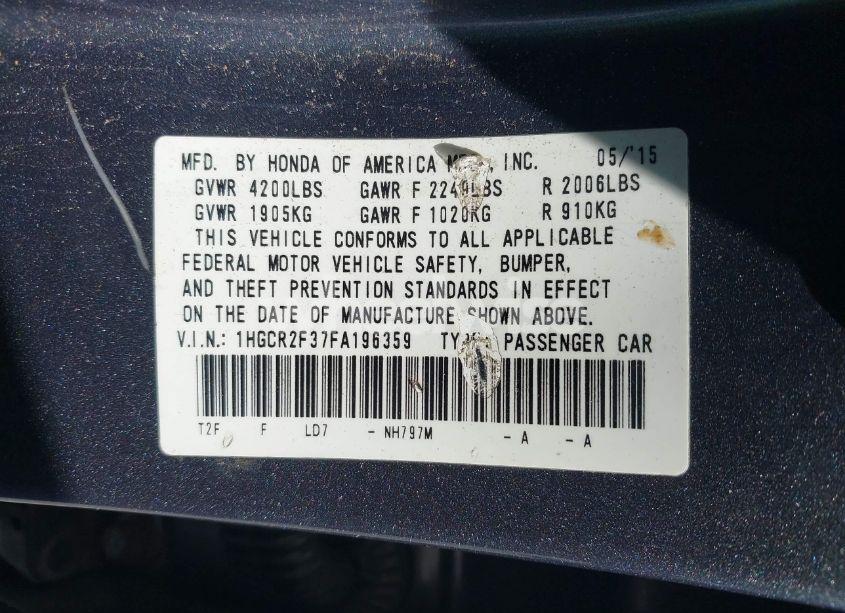 MFD. BY HONDA OF AMERICA INC. 05/'15
GVWR 4200LBS GAWR F 2249LBS R 2006LBS
GVWR 1905KG GAWR F 1020KG R 910KG
THIS VEHICLE CONFORMS TO ALL APPLICABLE
FEDERAL MOTOR VEHICLE SAFETY, BUMPER,
AND THEFT PREVENTION STANDARDS IN EFFECT
ON THE DATE OF MANUFACTURE SHOWN ABOVE.
V.I.N.: 1HGCR2F37FA196359 PASSENGER CAR
T2F F LD7 - NH797M - A - A